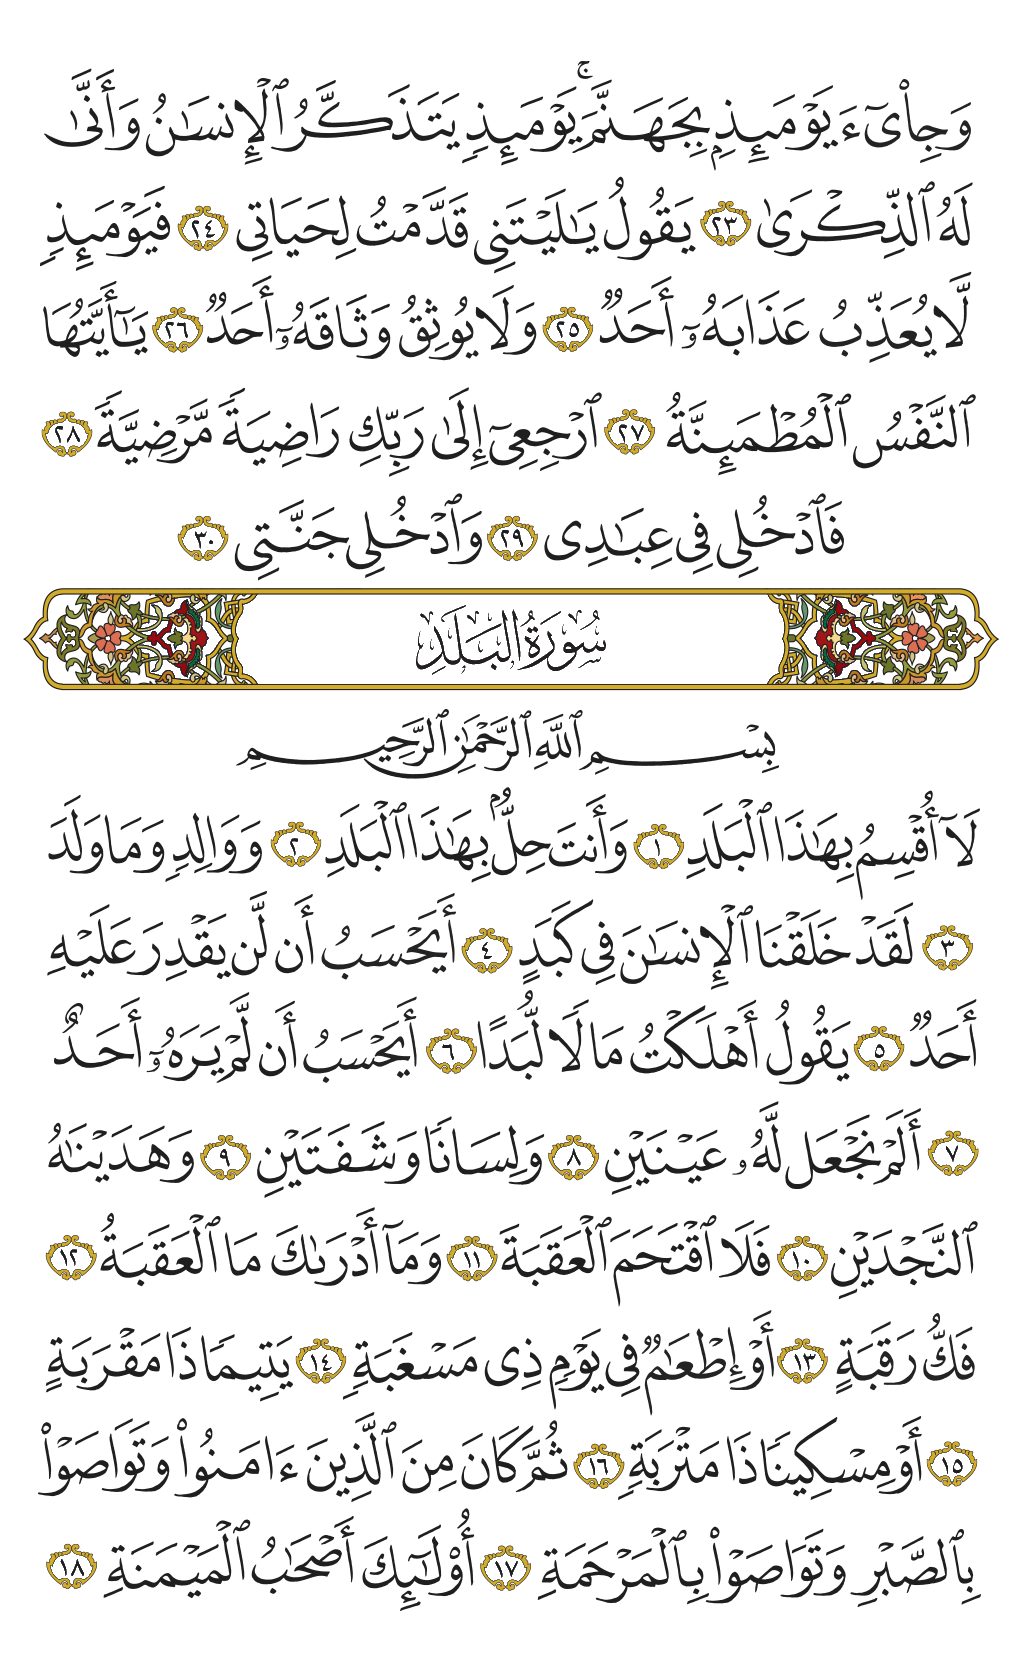 وَجِاْىٓءَ يَوْمَئِذِۭ بِجَهَنَّمَ ۚ يَوْمَئِذٍ يَتَذَكَّرُ ٱلْإِنسَـٰنُ وَأَنَّىٰ
لَهُ ٱلذِّكْرَىٰ ٢٣ يَقُولُ يَـٰلَيْتَنِى قَدَّمْتُ لِحَيَاتِى ٢٤ فَيَوْمَئِذٍ
لَّا يُعَذِّبُ عَذَابَهُۥٓ أَحَدٌ ٢٥ وَلَا يُوثِقُ وَثَاقَهُۥٓ أَحَدٌ ٢٦ يَـٰٓأَيَّتُهَا
ٱلنَّفْسُ ٱلْمُطْمَئِنَّةُ ٢٧ ٱرْجِعِىٓ إِلَىٰ رَبِّكِ رَاضِيَةً مَّرْضِيَّةً ٢٨
فَٱدْخُلِى فِى عِبَـٰدِى ٢٩ وَٱدْخُلِى جَنَّتِى ٣٠
سُورَةُ الْبَلَدِ
بِسْمِ ٱللَّهِ ٱلرَّحْمَـٰنِ ٱلرَّحِيمِ
لَآ أُقْسِمُ بِهَـٰذَا ٱلْبَلَدِ ١ وَأَنتَ حِلٌّۢ بِهَـٰذَا ٱلْبَلَدِ ٢ وَوَالِدٍ وَمَا وَلَدَ
٣ لَقَدْ خَلَقْنَا ٱلْإِنسَـٰنَ فِى كَبَدٍ ٤ أَيَحْسَبُ أَن لَّن يَقْدِرَ عَلَيْهِ
أَحَدٌ ٥ يَقُولُ أَهْلَكْتُ مَالًا لُّبَدًا ٦ أَيَحْسَبُ أَن لَّمْ يَرَهُۥٓ أَحَدٌ
٧ أَلَمْ نَجْعَل لَّهُۥ عَيْنَيْنِ ٨ وَلِسَانًا وَشَفَتَيْنِ ٩ وَهَدَيْنَـٰهُ
ٱلنَّجْدَيْنِ ١٠ فَلَا ٱقْتَحَمَ ٱلْعَقَبَةَ ١١ وَمَآ أَدْرَىٰكَ مَا ٱلْعَقَبَةُ ١٢
فَكُّ رَقَبَةٍ ١٣ أَوْ إِطْعَـٰمٌ فِى يَوْمٍ ذِى مَسْغَبَةٍ ١٤ يَتِيمًا ذَا مَقْرَبَةٍ
١٥ أَوْ مِسْكِينًا ذَا مَتْرَبَةٍ ١٦ ثُمَّ كَانَ مِنَ ٱلَّذِينَ ءَامَنُوا۟ وَتَوَاصَوْا۟
بِٱلصَّبْرِ وَتَوَاصَوْا۟ بِٱلْمَرْحَمَةِ ١٧ أُو۟لَـٰٓئِكَ أَصْحَـٰبُ ٱلْمَيْمَنَةِ ١٨